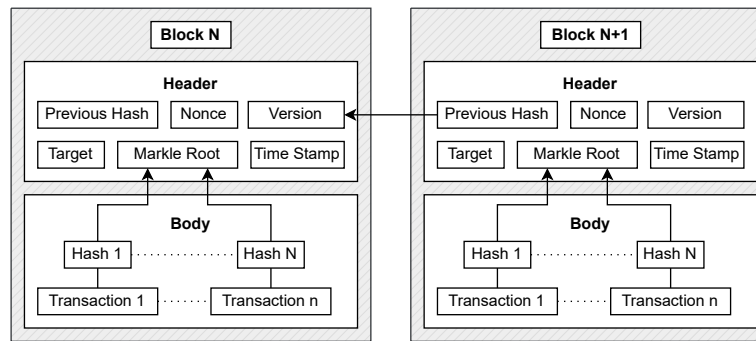 Block N
Header
Previous Hash Nonce Version
Target Markle Root Time Stamp
Body
Hash 1 Hash N
Transaction 1 Transaction n
Block N+1
Header
Previous Hash Nonce Version
Target Markle Root Time Stamp
Body
Hash 1 Hash N
Transaction 1 Transaction n